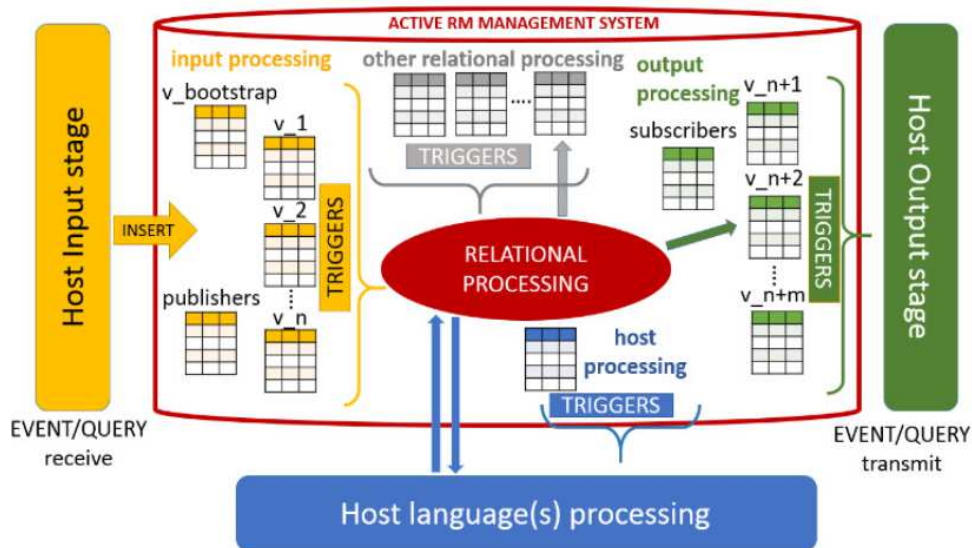 ACTIVE RM MANAGEMENT SYSTEM
Host Input stage
INSERT
EVENT/QUERY
receive
input processing
v_bootstrap
v_1
v_2
v_n
publishers
TRIGGERS
other relational processing
....
TRIGGERS
RELATIONAL
PROCESSING
output
processing
subscribers
v_n+1
v_n+2
v_n+m
TRIGGERS
host
processing
TRIGGERS
Host Output stage
EVENT/QUERY
transmit
Host language(s) processing